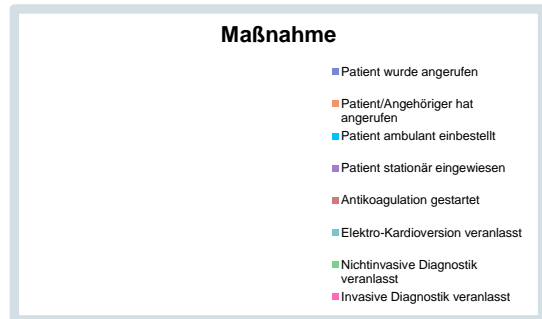 Maßnahme
Patient wurde angerufen
Patient/Angehöriger hat
angerufen
Patient ambulant einbestellt
Patient stationär eingewiesen
Antikoagulation gestartet
Elektro-Kardioversion veranlasst
Nichtinvasive Diagnostik
veranlasst
Invasive Diagnostik veranlasst